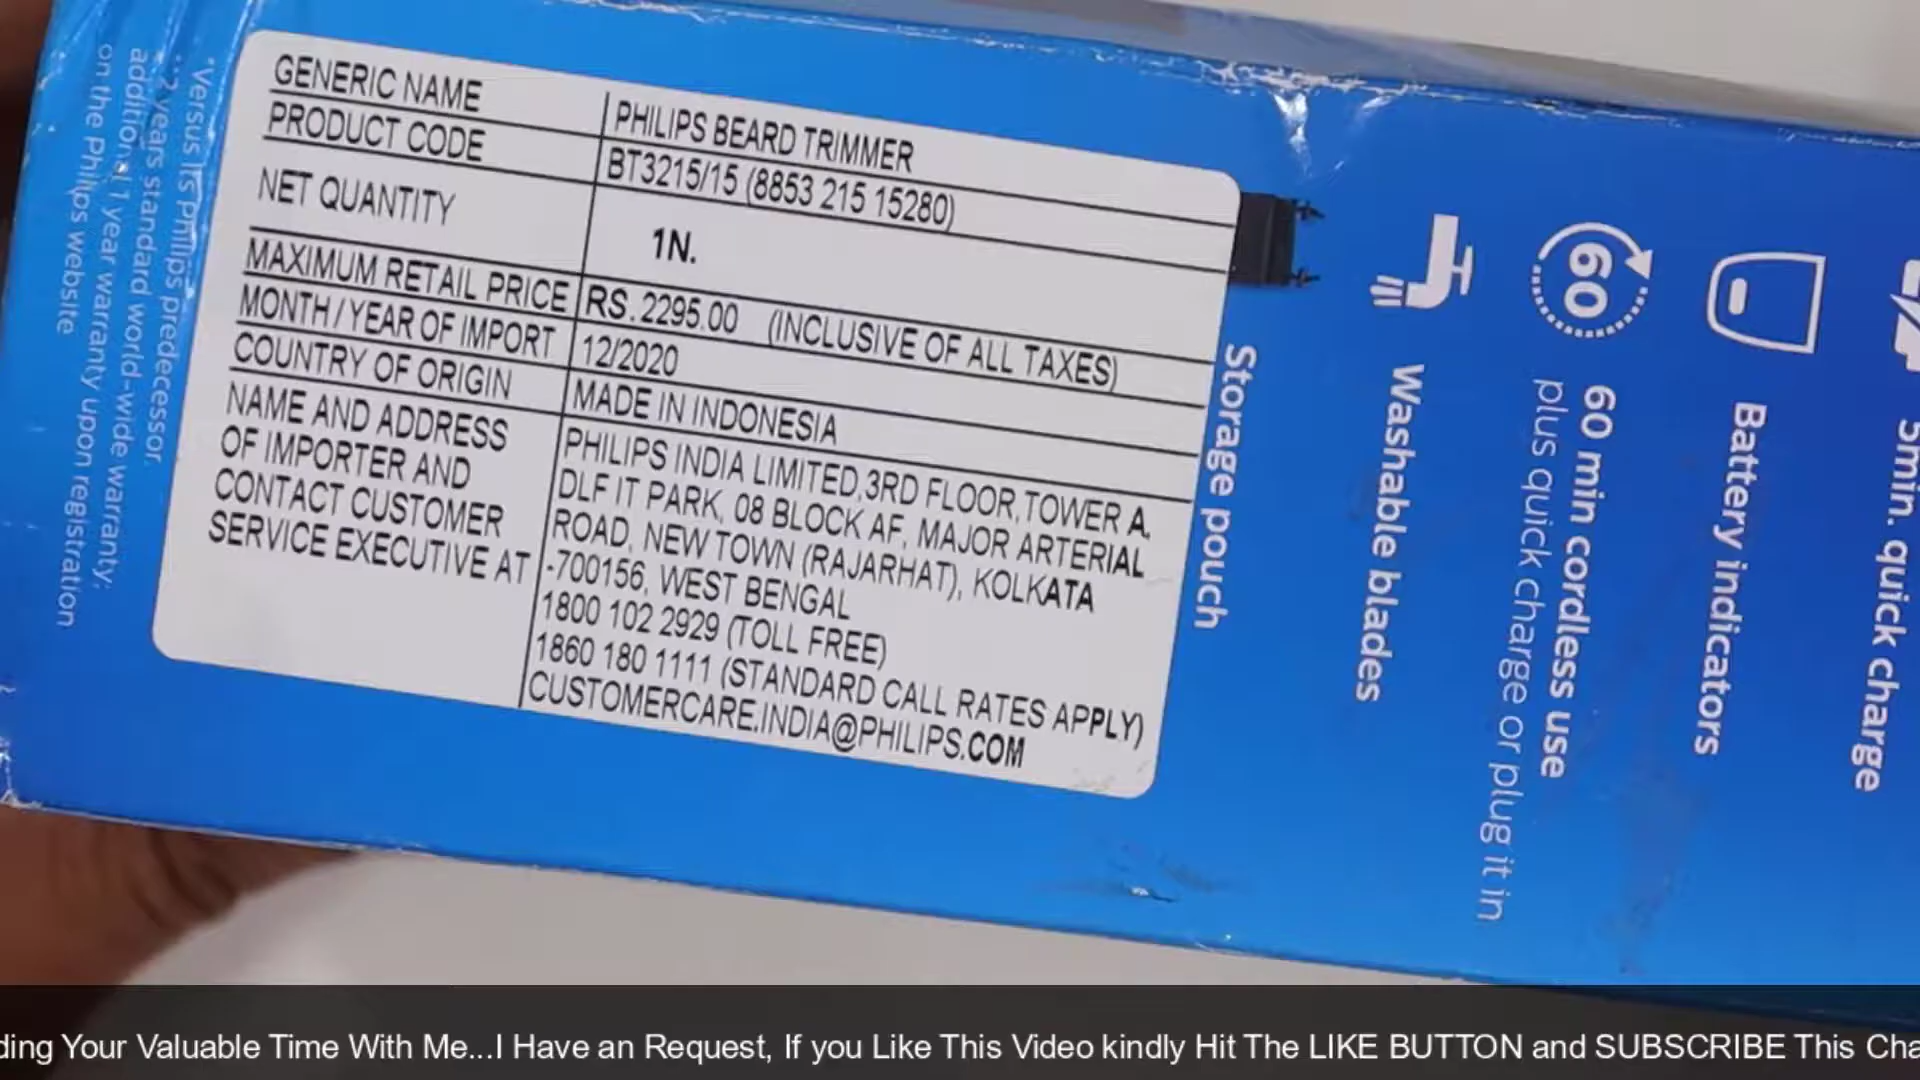 *Versus its Philips predecessor.
**2 years standard world-wide warranty;
additional 1 year warranty upon registration
on the Philips website
GENERIC NAME
PHILIPS BEARD TRIMMER
PRODUCT CODE
BT3215/15 (8853 215 15280)
NET QUANTITY
1N.
MAXIMUM RETAIL PRICE
RS. 2295.00 (INCLUSIVE OF ALL TAXES)
MONTH / YEAR OF IMPORT
12/2020
COUNTRY OF ORIGIN
MADE IN INDONESIA
NAME AND ADDRESS
OF IMPORTER AND
CONTACT CUSTOMER
SERVICE EXECUTIVE AT
PHILIPS INDIA LIMITED,3RD FLOOR,TOWER A,
DLF IT PARK, 08 BLOCK AF, MAJOR ARTERIAL
ROAD, NEW TOWN (RAJARHAT), KOLKATA
-700156, WEST BENGAL
1800 102 2929 (TOLL FREE)
1860 180 1111 (STANDARD CALL RATES APPLY)
CUSTOMERCARE.INDIA@PHILIPS.COM
Storage pouch
Washable blades
60
60 min cordless use
plus quick charge or plug it in
Battery indicators
5min. quick charge
Your Valuable Time With Me...I Have an Request, If you Like This Video kindly Hit The LIKE BUTTON and SUBSCRIBE This